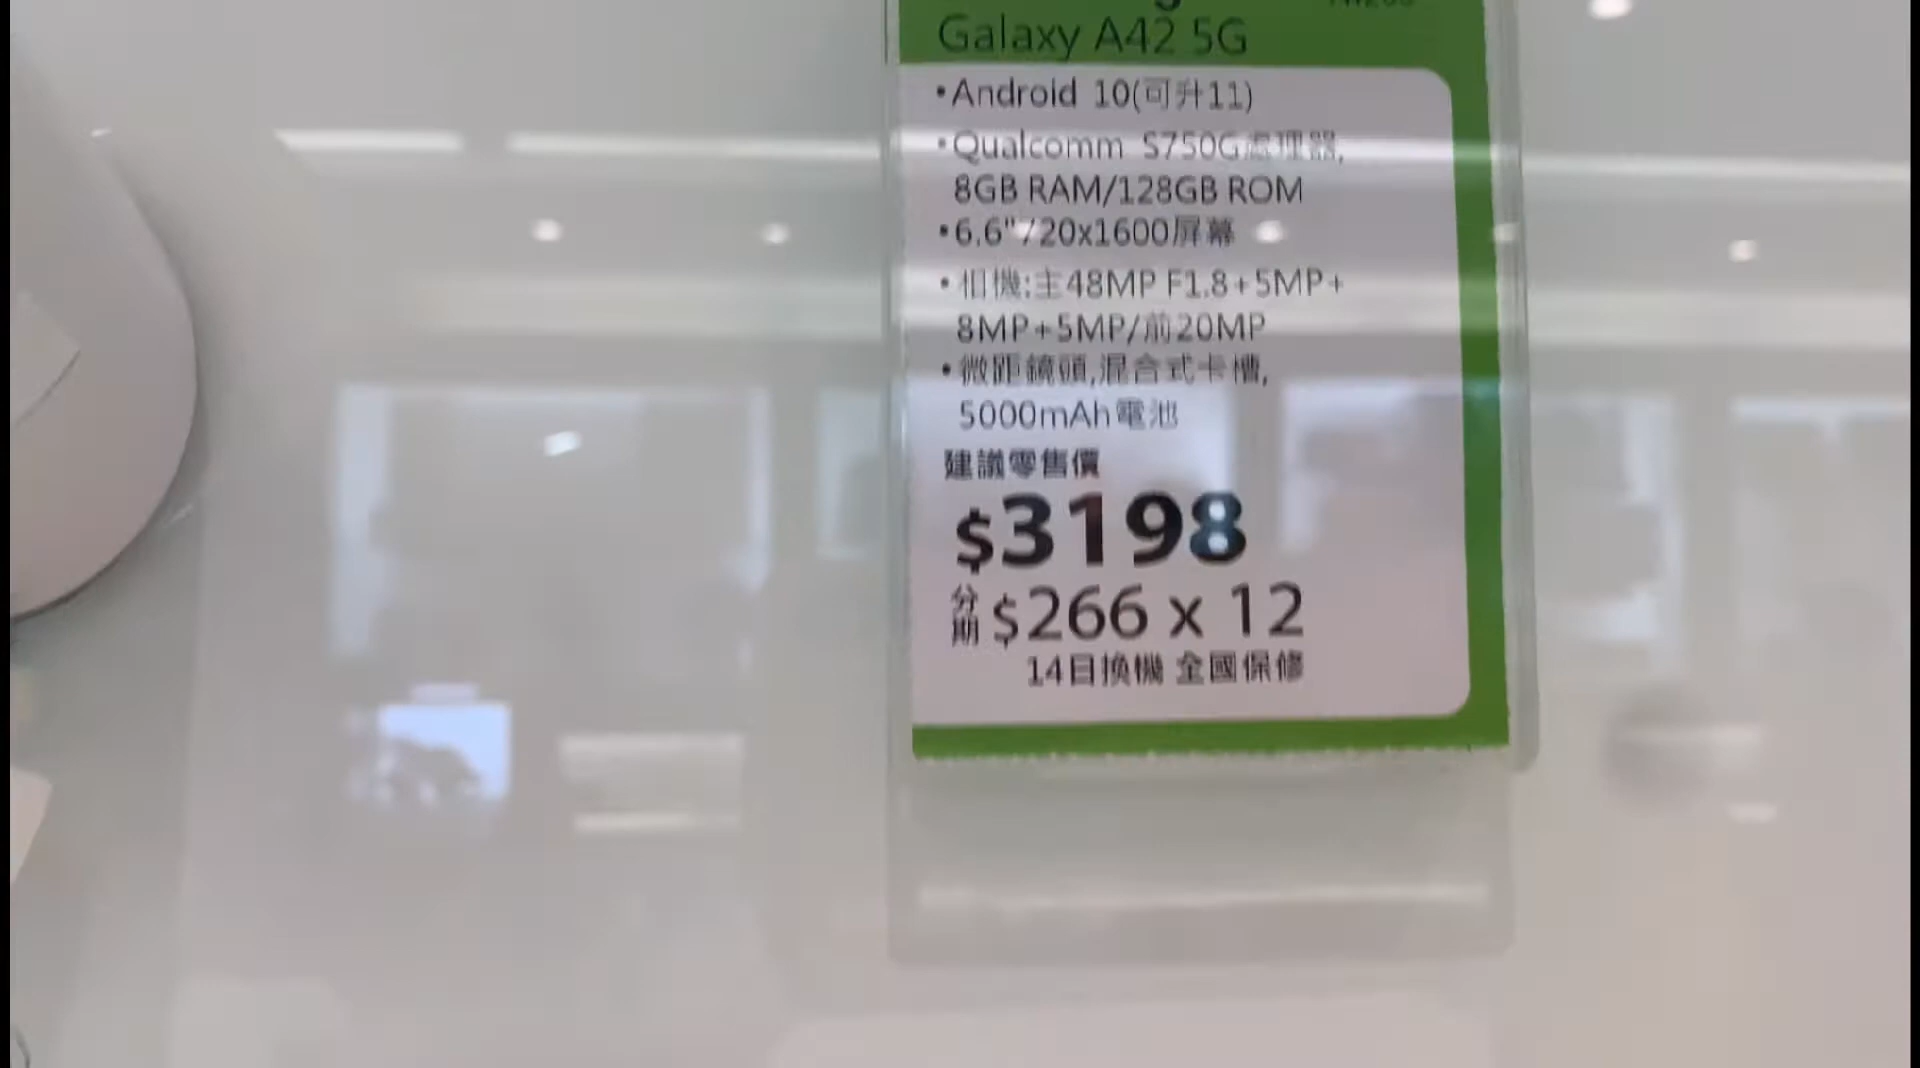 Galaxy A42 5G
•Android 10(可升11)
•Qualcomm S750G處理器,
8GB RAM/128GB ROM
•6.6"720x1600屏幕
•相機:主48MP F1.8+5MP+
8MP+5MP/前20MP
•微距鏡頭,混合式卡槽,
5000mAh電池
建議零售價
$3198
分期 $266 x 12
14日換機 全國保修